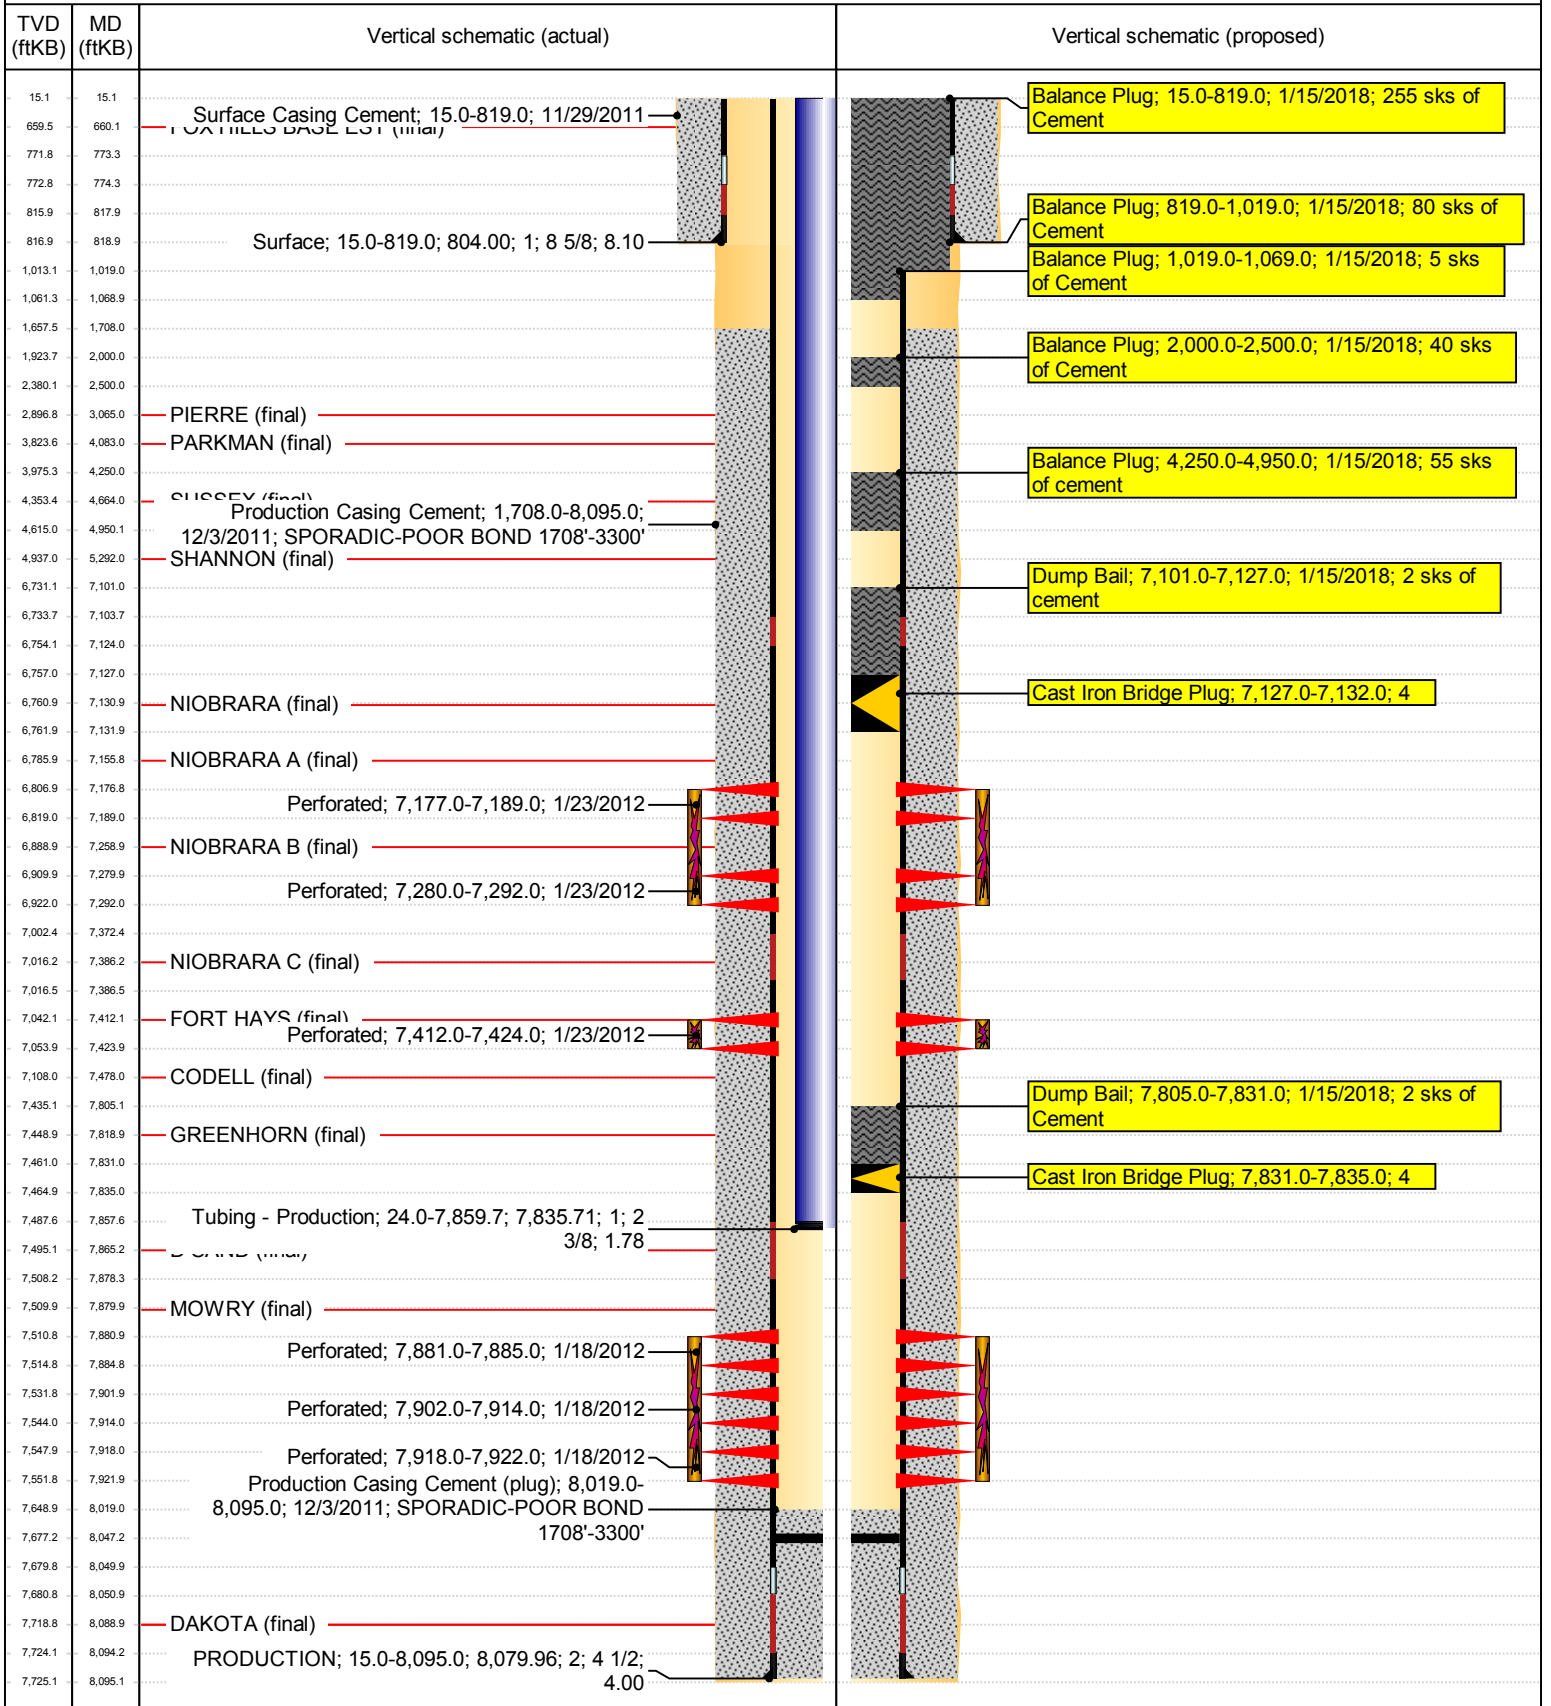 TVD (ftKB)
MD (ftKB)
Vertical schematic (actual)
Vertical schematic (proposed)
15.1 15.1
659.5 660.1
771.8 773.3
772.8 774.3
815.9 817.9
816.9 818.9
1,013.1 1,019.0
1,061.3 1,068.9
1,657.5 1,708.0
1,923.7 2,000.0
2,380.1 2,500.0
2,896.8 3,065.0
3,823.6 4,083.0
3,975.3 4,250.0
4,353.4 4,664.0
4,615.0 4,950.1
4,937.0 5,292.0
6,731.1 7,101.0
6,733.7 7,103.7
6,754.1 7,124.0
6,757.0 7,127.0
6,760.9 7,130.9
6,761.9 7,131.9
6,785.9 7,155.8
6,806.9 7,176.8
6,819.0 7,189.0
6,888.9 7,258.9
6,909.9 7,279.9
6,922.0 7,292.0
7,002.4 7,372.4
7,016.2 7,386.2
7,016.5 7,386.5
7,042.1 7,412.1
7,053.9 7,423.9
7,108.0 7,478.0
7,435.1 7,805.1
7,448.9 7,818.9
7,461.0 7,831.0
7,464.9 7,835.0
7,487.6 7,857.6
7,495.1 7,865.2
7,508.2 7,878.3
7,509.9 7,879.9
7,510.8 7,880.9
7,514.8 7,884.8
7,531.8 7,901.9
7,544.0 7,914.0
7,547.9 7,918.0
7,551.8 7,921.9
7,648.9 8,019.0
7,677.2 8,047.2
7,679.8 8,049.9
7,680.8 8,050.9
7,718.8 8,088.9
7,724.1 8,094.2
7,725.1 8,095.1
Surface Casing Cement; 15.0-819.0; 11/29/2011
FOX HILLS BASE EST (final)
Surface; 15.0-819.0; 804.00; 1; 8 5/8; 8.10
PIERRE (final)
PARKMAN (final)
SUSSEX (final)
Production Casing Cement; 1,708.0-8,095.0;
12/3/2011; SPORADIC-POOR BOND 1708'-3300'
SHANNON (final)
NIOBRARA (final)
NIOBRARA A (final)
Perforated; 7,177.0-7,189.0; 1/23/2012
NIOBRARA B (final)
Perforated; 7,280.0-7,292.0; 1/23/2012
NIOBRARA C (final)
FORT HAYS (final)
Perforated; 7,412.0-7,424.0; 1/23/2012
CODELL (final)
GREENHORN (final)
Tubing - Production; 24.0-7,859.7; 7,835.71; 1; 2
3/8; 1.78
D SAND (final)
MOWRY (final)
Perforated; 7,881.0-7,885.0; 1/18/2012
Perforated; 7,902.0-7,914.0; 1/18/2012
Perforated; 7,918.0-7,922.0; 1/18/2012
Production Casing Cement (plug); 8,019.0-
8,095.0; 12/3/2011; SPORADIC-POOR BOND
1708'-3300'
DAKOTA (final)
PRODUCTION; 15.0-8,095.0; 8,079.96; 2; 4 1/2;
4.00
Balance Plug; 15.0-819.0; 1/15/2018; 255 sks of
Cement
Balance Plug; 819.0-1,019.0; 1/15/2018; 80 sks of
Cement
Balance Plug; 1,019.0-1,069.0; 1/15/2018; 5 sks
of Cement
Balance Plug; 2,000.0-2,500.0; 1/15/2018; 40 sks
of Cement
Balance Plug; 4,250.0-4,950.0; 1/15/2018; 55 sks
of cement
Dump Bail; 7,101.0-7,127.0; 1/15/2018; 2 sks of
cement
Cast Iron Bridge Plug; 7,127.0-7,132.0; 4
Dump Bail; 7,805.0-7,831.0; 1/15/2018; 2 sks of
Cement
Cast Iron Bridge Plug; 7,831.0-7,835.0; 4